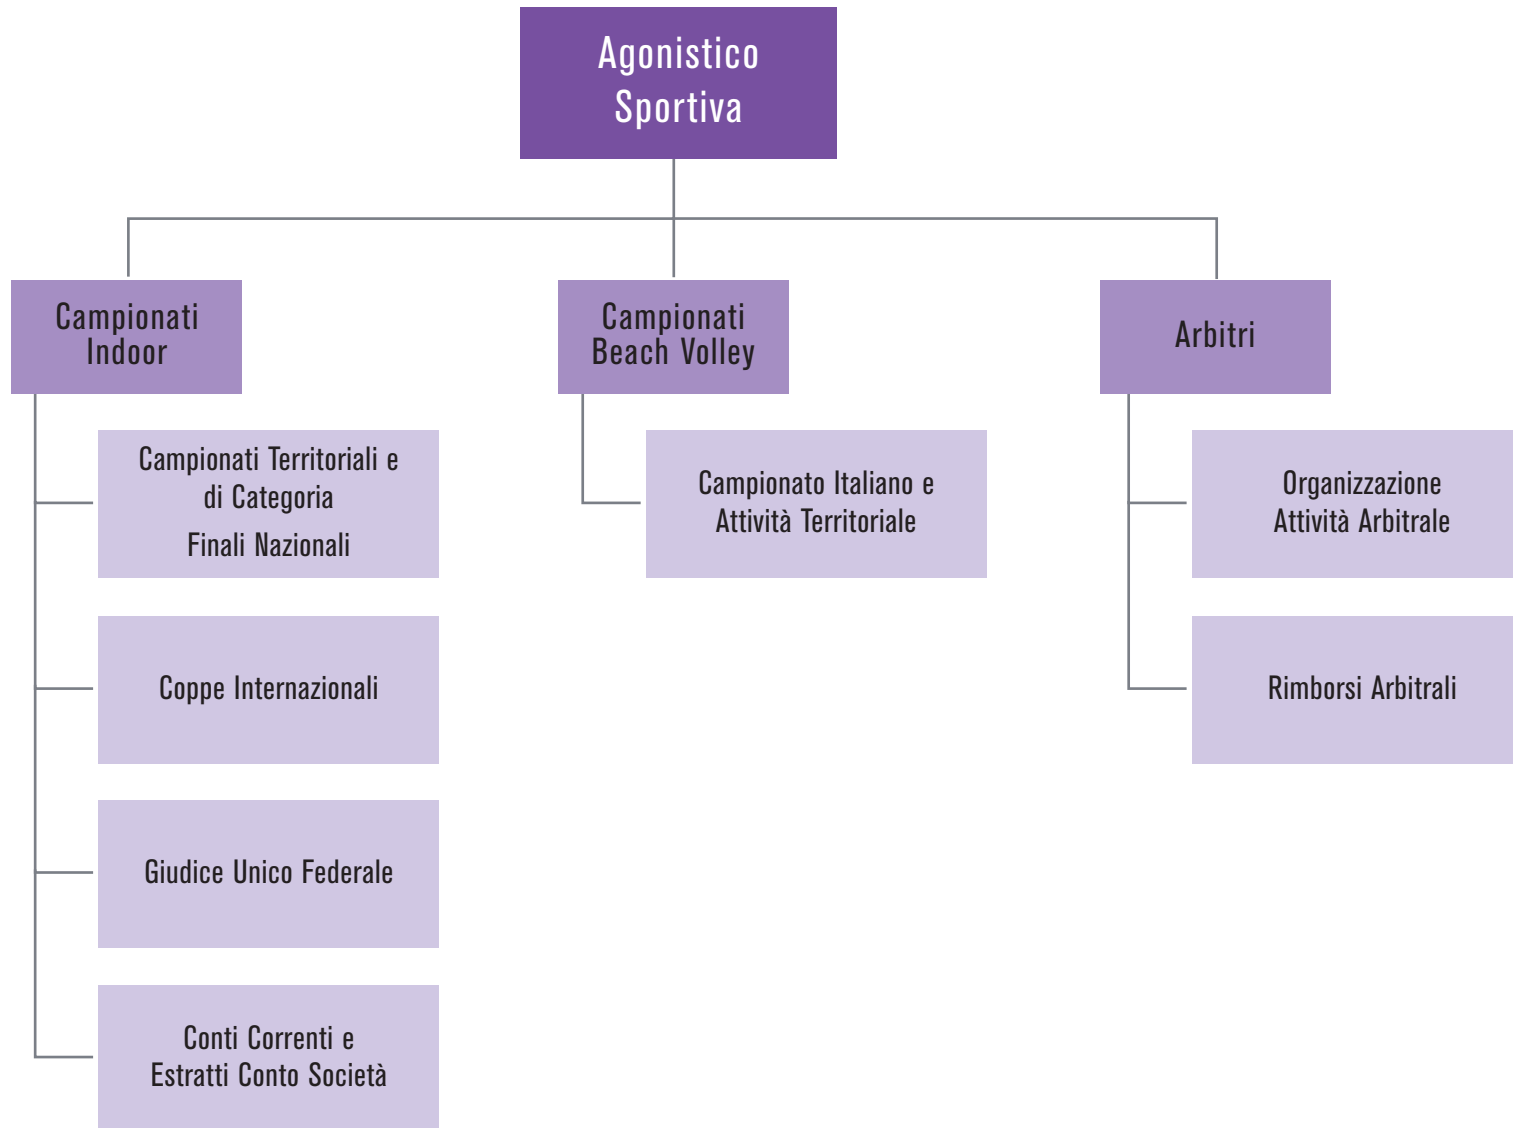 Agonistico
Sportiva
Campionati
Indoor
Campionati
Beach Volley
Arbitri
Campionati Territoriali e
di Categoria
Finali Nazionali
Campionato Italiano e
Attività Territoriale
Organizzazione
Attività Arbitrale
Coppe Internazionali
Rimborsi Arbitrali
Giudice Unico Federale
Conti Correnti e
Estratti Conto Società